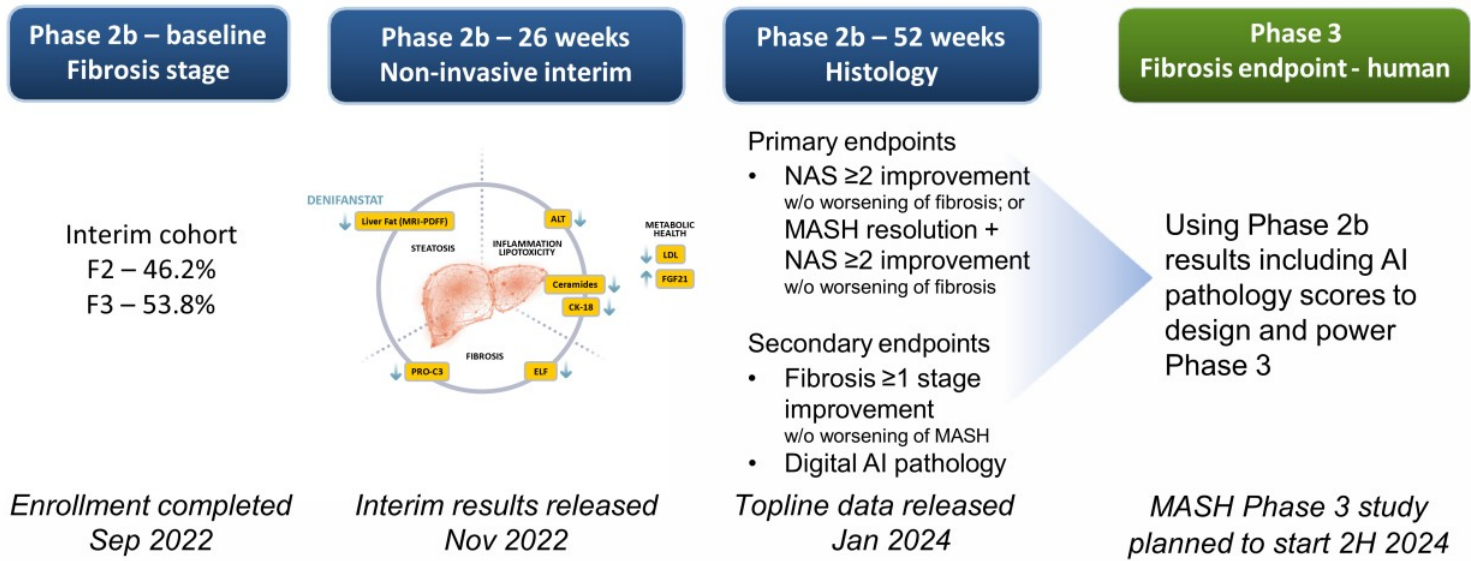 Phase 2b – baseline
Fibrosis stage
Phase 2b – 26 weeks
Non-invasive interim
Phase 2b – 52 weeks
Histology
Phase 3
Fibrosis endpoint - human
Interim cohort
F2 – 46.2%
F3 – 53.8%
DENIFANSTAT
Liver Fat (MRI-PDFF)
STEATOSIS
ALT
INFLAMMATION
LIPOTOXICITY
Ceramides
CK-18
FIBROSIS
PRO-C3
ELF
METABOLIC
HEALTH
LDL
FGF21
Primary endpoints
• NAS ≥2 improvement
w/o worsening of fibrosis; or
MASH resolution +
NAS ≥2 improvement
w/o worsening of fibrosis
Secondary endpoints
• Fibrosis ≥1 stage
improvement
w/o worsening of MASH
• Digital AI pathology
Using Phase 2b
results including AI
pathology scores to
design and power
Phase 3
Enrollment completed
Sep 2022
Interim results released
Nov 2022
Topline data released
Jan 2024
MASH Phase 3 study
planned to start 2H 2024